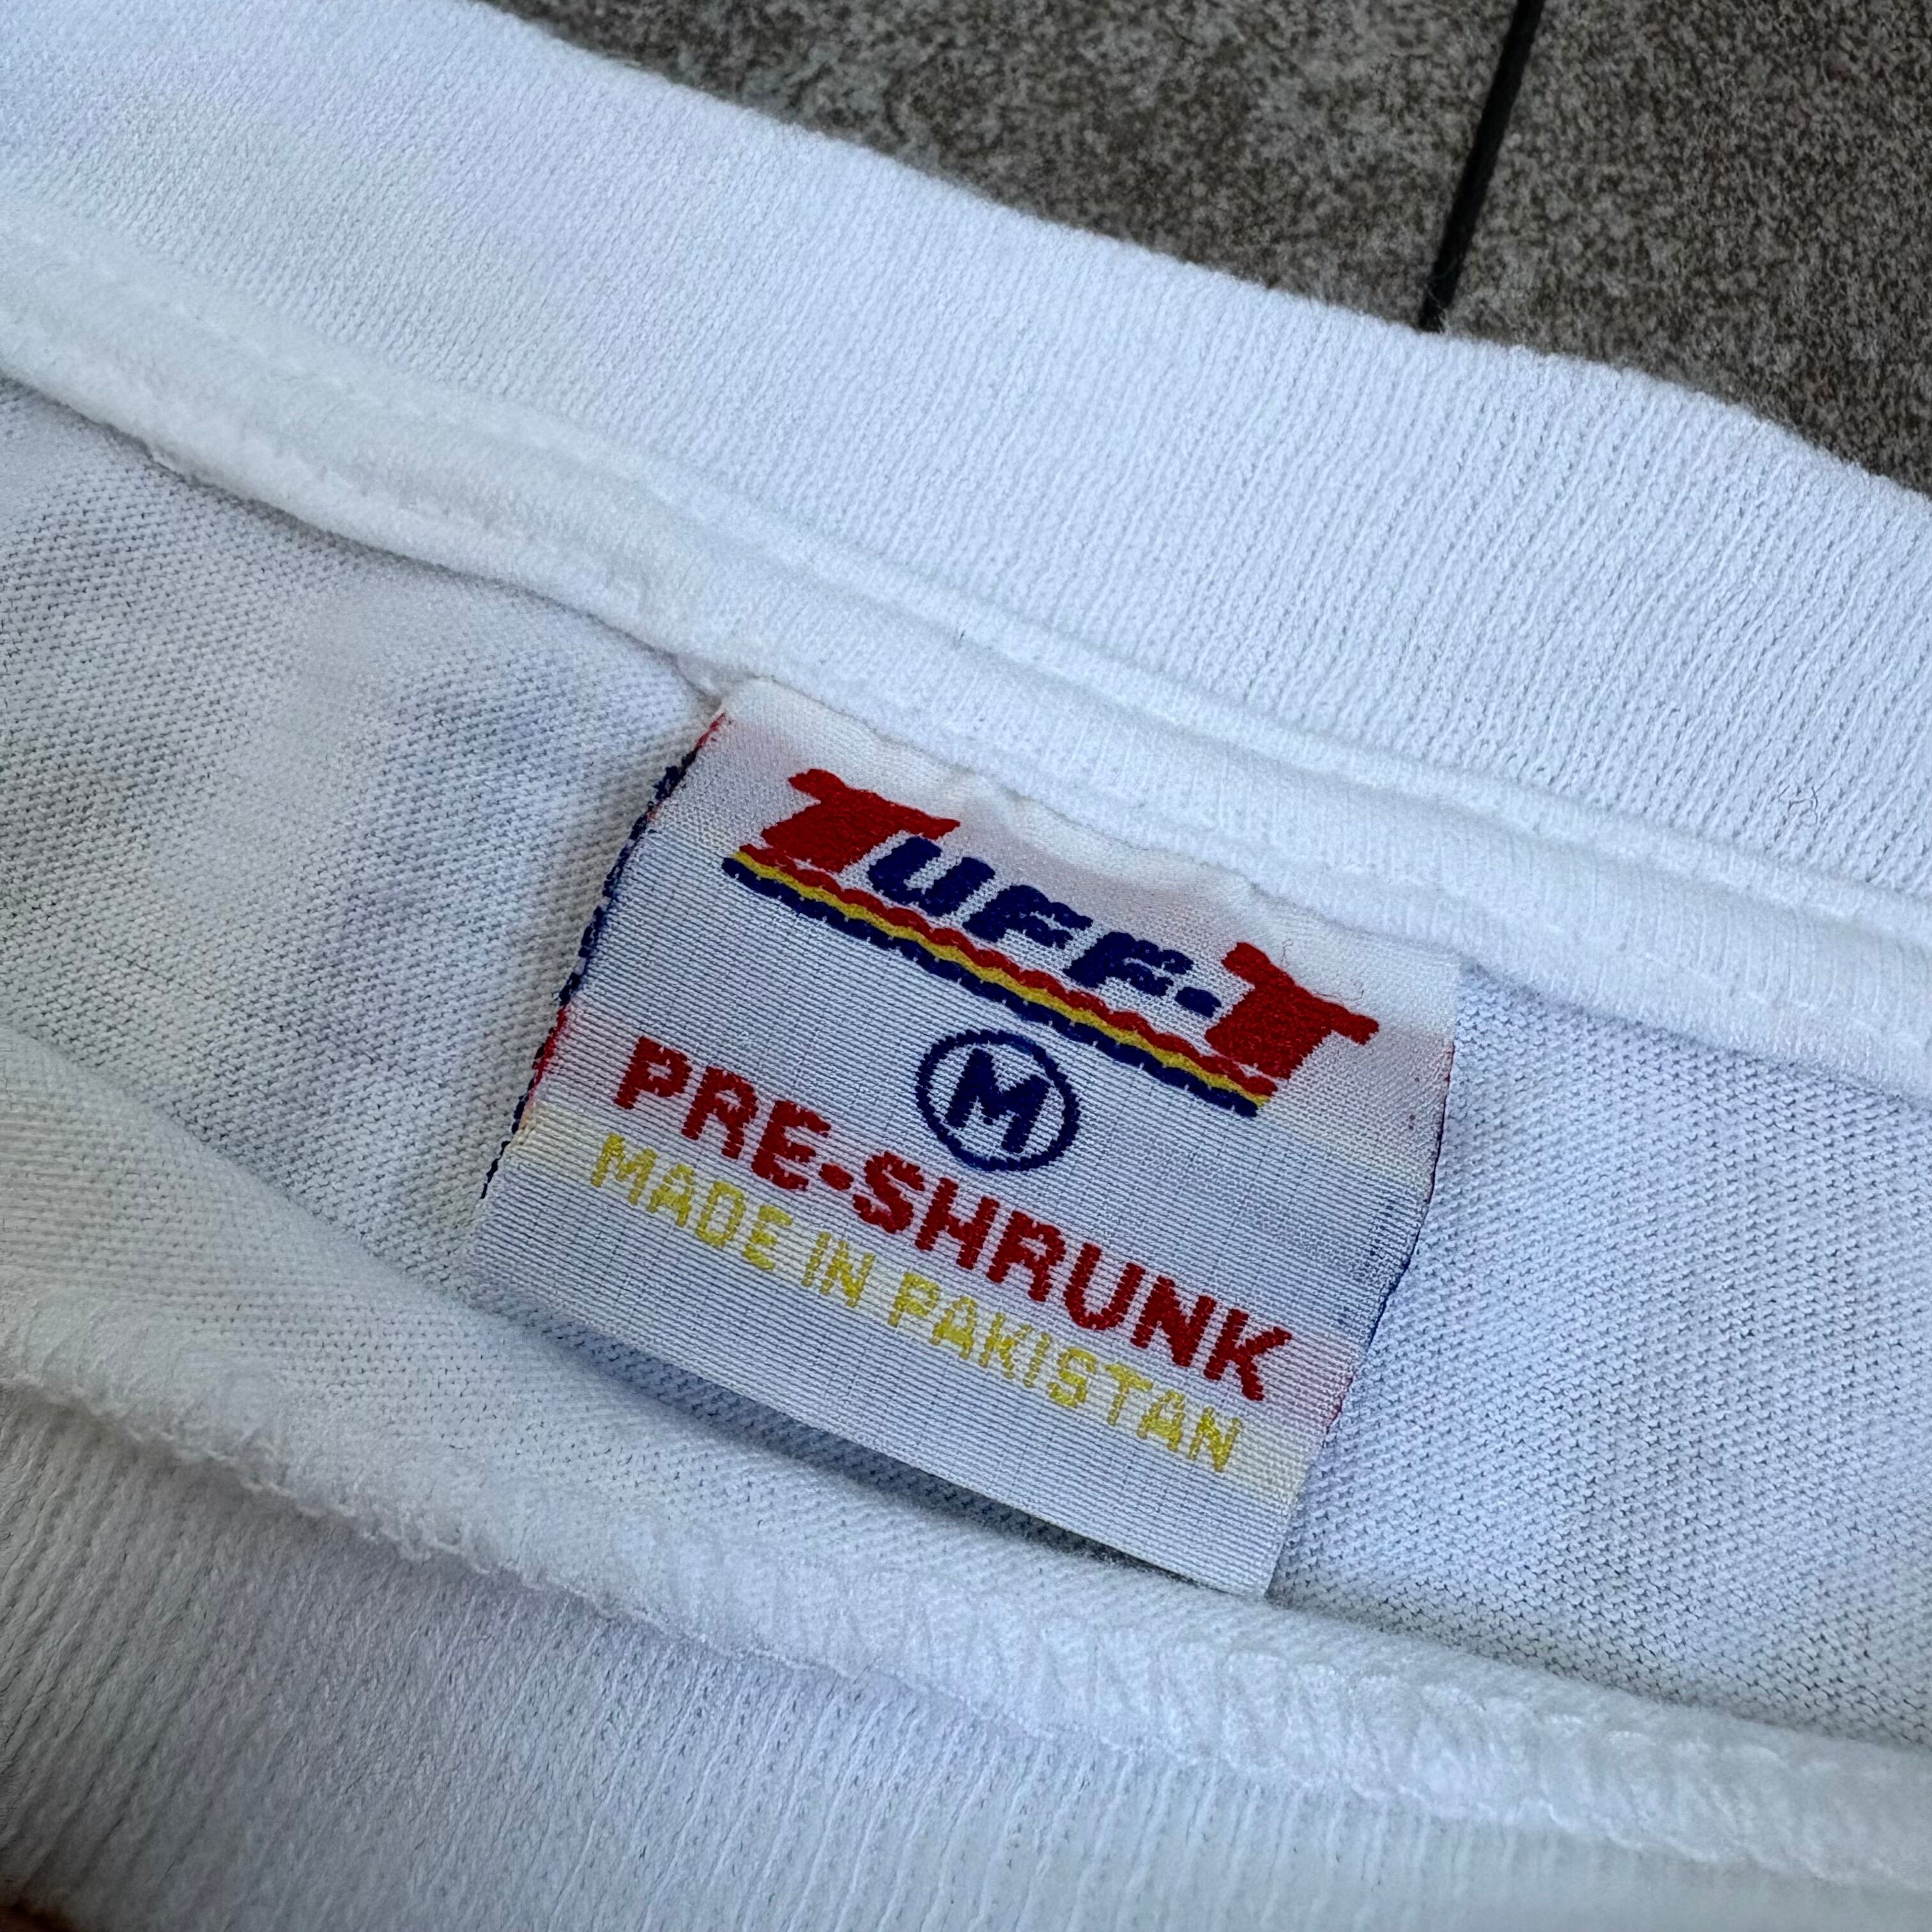 TUFF-T
M
PRE-SHRUNK
MADE IN PAKISTAN